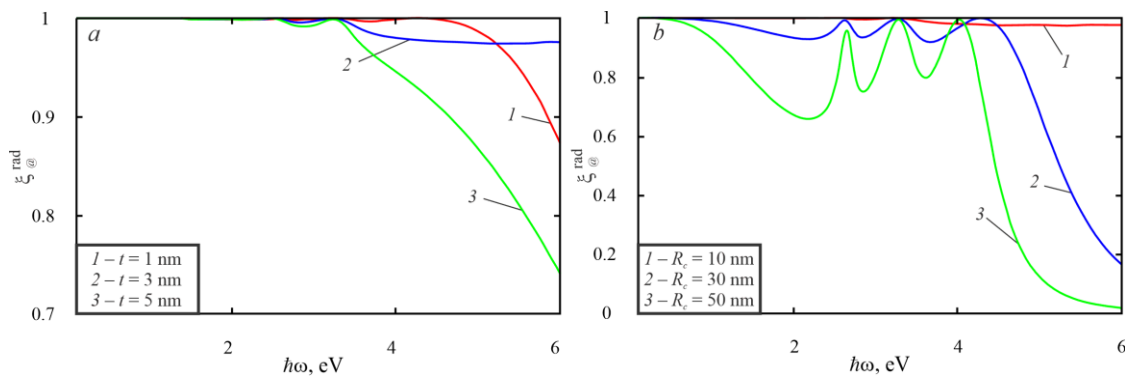 a
1
0.9
0.8
0.7
ξ@rad
2
1
3
1 – t = 1 nm
2 – t = 3 nm
3 – t = 5 nm
2
4
6
ħω, eV
b
1
0.8
0.6
0.4
0.2
0
ξ@rad
1
2
3
1 – Rc = 10 nm
2 – Rc = 30 nm
3 – Rc = 50 nm
2
4
6
ħω, eV